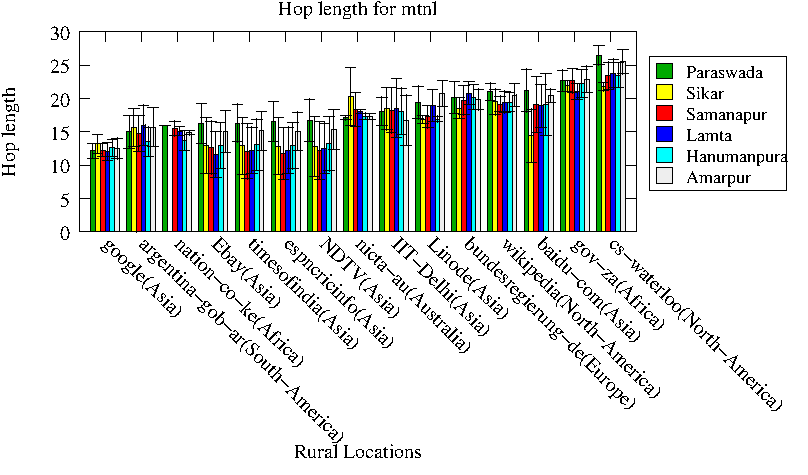 Hop length for mtnl
Hop length
30
25
20
15
10
5
0
Paraswada
Sikar
Samanapur
Lamta
Hanumanpura
Amarpur
google(Asia)
argentina-gob-ar(South-America)
nation-co-ke(Africa)
Ebay(Asia)
timesofindia(Asia)
espncricinfo(Asia)
NDTV(Asia)
nicta-au(Australia)
IIT-Delhi(Asia)
Linode(Asia)
bundesregierung-de(Europe)
wikipedia(North-America)
baidu-com(Asia)
gov-za(Africa)
cs-waterloo(North-America)
Rural Locations